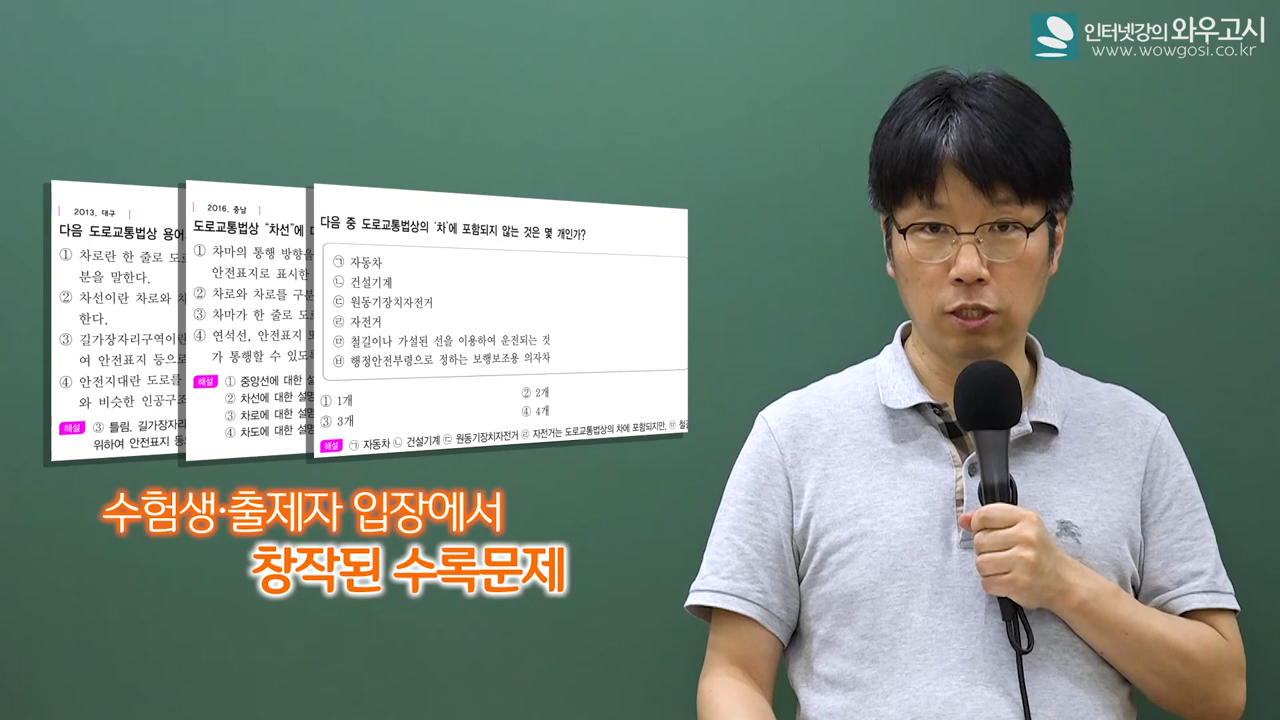 인터넷강의 와우고시
www.wowgosi.co.kr
2013. 대구
다음 도로교통법상 용어
① 차로란 한 줄로 도로
분을 말한다.
② 차선이란 차로와
한다.
③ 길가장자리구역이란
여 안전표지 등으로
④ 안전지대란 도로를
와 비슷한 인공구조
해설 ③ 틀림. 길가장자리
위하여 안전표지
2016. 충남
도로교통법상 "차선"에
① 차마의 통행 방향을
안전표지로 표시한
② 차로와 차로를 구분
③ 차마가 한 줄로 도로
④ 연석선, 안전표지
가 통행할 수 있도록
해설 ① 중앙선에 대한 설명
② 차선에 대한 설명
③ 차로에 대한 설명
④ 차도에 대한 설명
다음 중 도로교통법상의 '차'에 포함되지 않는 것은 몇 개인가?
㉠ 자동차
㉡ 건설기계
㉢ 원동기장치자전거
㉣ 자전거
㉤ 철길이나 가설된 선을 이용하여 운전되는 것
㉥ 행정안전부령으로 정하는 보행보조용 의자차
① 1개
② 2개
③ 3개
④ 4개
해설 ㉠ 자동차 ㉡ 건설기계 ㉢ 원동기장치자전거 ㉣ 자전거는 도로교통법상의 차에 포함되지만, ㉤ 철길
수험생·출제자 입장에서
창작된 수록문제